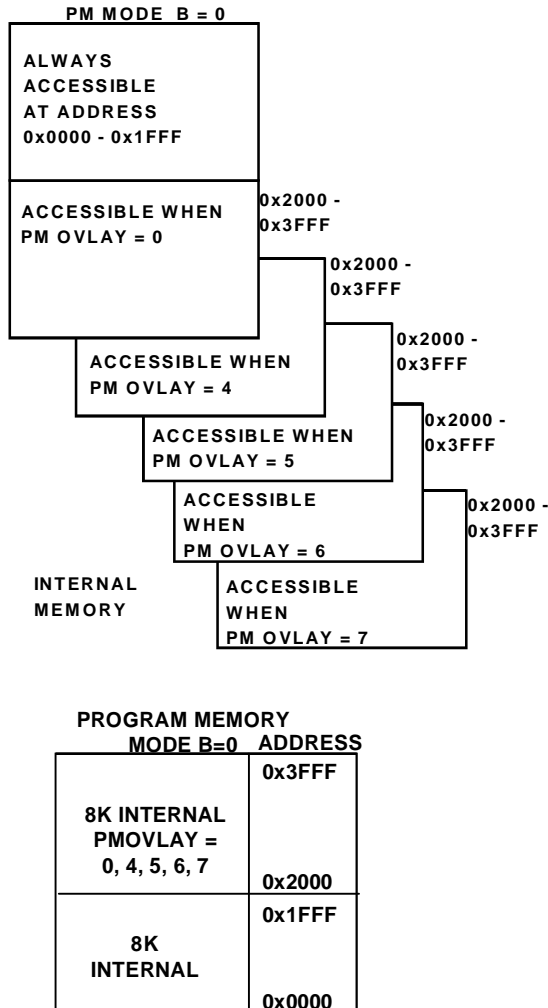 PM MODE B = 0
ALWAYS
ACCESSIBLE
AT ADDRESS
0x0000 - 0x1FFF
ACCESSIBLE WHEN
PM OVLAY = 0
0x2000 -
0x3FFF
0x2000 -
0x3FFF
ACCESSIBLE WHEN
PM OVLAY = 4
0x2000 -
0x3FFF
ACCESSIBLE WHEN
PM OVLAY = 5
0x2000 -
0x3FFF
ACCESSIBLE
WHEN
PM OVLAY = 6
0x2000 -
0x3FFF
ACCESSIBLE
WHEN
PM OVLAY = 7
INTERNAL
MEMORY
PROGRAM MEMORY
MODE B=0 ADDRESS
0x3FFF
8K INTERNAL
PMOVLAY =
0, 4, 5, 6, 7
0x2000
0x1FFF
8K
INTERNAL
0x0000